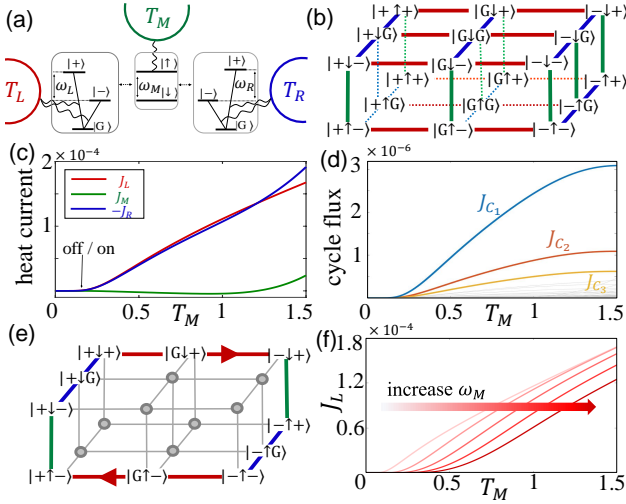 (a)
T_M
T_L
T_R
|+⟩
|−⟩
|G⟩
ω_L
|↑⟩
ω_M
|↓⟩
|+⟩
|−⟩
|G⟩
ω_R
(b)
|+↑+⟩ |G↓+⟩ |−↓+⟩
|+↓G⟩ |G↓G⟩ |−↓G⟩
|+↓−⟩ |G↓−⟩ |−↓−⟩
|+↑+⟩ |G↑+⟩ |−↑+⟩
|+↑G⟩ |G↑G⟩ |−↑G⟩
|+↑−⟩ |G↑−⟩ |−↑−⟩
(c)
× 10⁻⁴
heat current
2
1
0
J_L
J_M
−J_R
off / on
0 0.5 1 1.5
T_M
(d)
× 10⁻⁶
cycle flux
3
2
1
0
J_C₁
J_C₂
J_C₃
0 0.5 1 1.5
T_M
(e)
|+↓+⟩ |G↓+⟩ |−↓+⟩
|+↓G⟩
|+↓−⟩
|−↑+⟩
|−↑G⟩
|+↑−⟩ |G↑−⟩ |−↑−⟩
(f)
× 10⁻⁴
J_L
1.8
1.2
0.6
0
increase ω_M
0 0.5 1 1.5
T_M